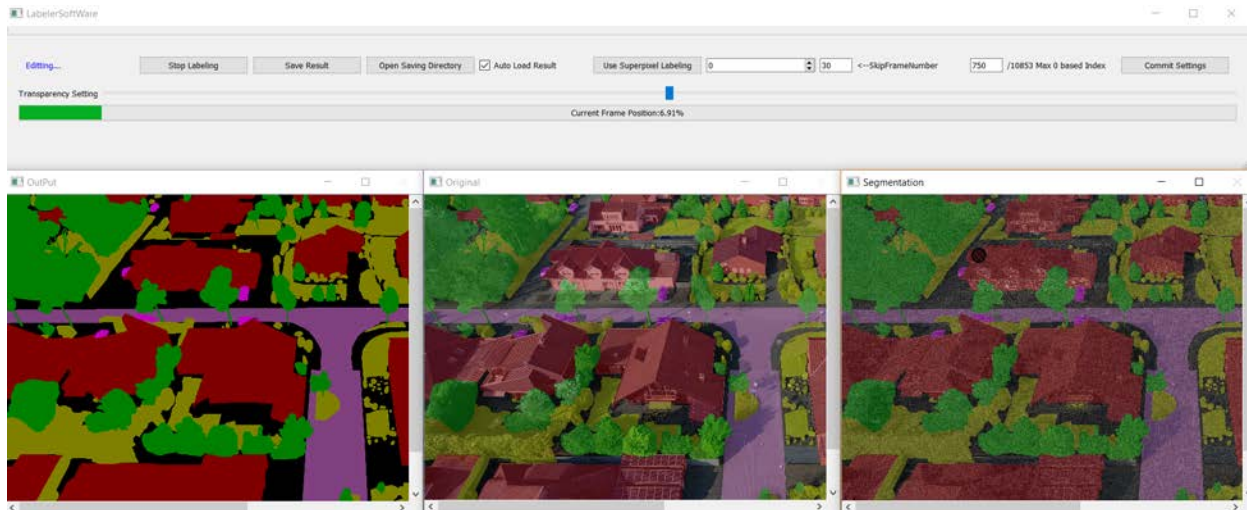 LabelerSoftWare
Editting...
Stop Labeling
Save Result
Open Saving Directory
Auto Load Result
Use Superpixel Labeling
0
30
<--SkipFrameNumber
750
/10853 Max 0 based Index
Commit Settings
Transparency Setting
Current Frame Position:6.91%
OutPut
Original
Segmentation